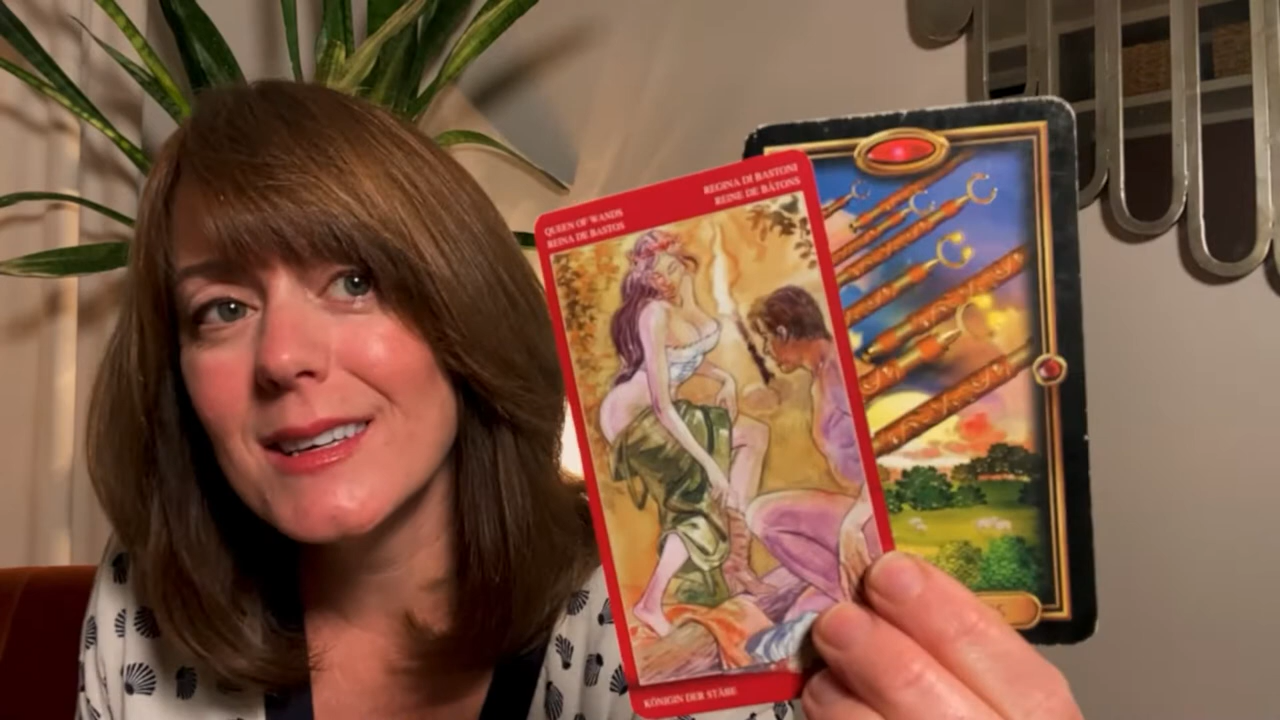 QUEEN OF WANDS
REINA DE BASTOS
REGINA DI BASTONI
REINE DE BÂTONS
KÖNIGIN DER STÄBE